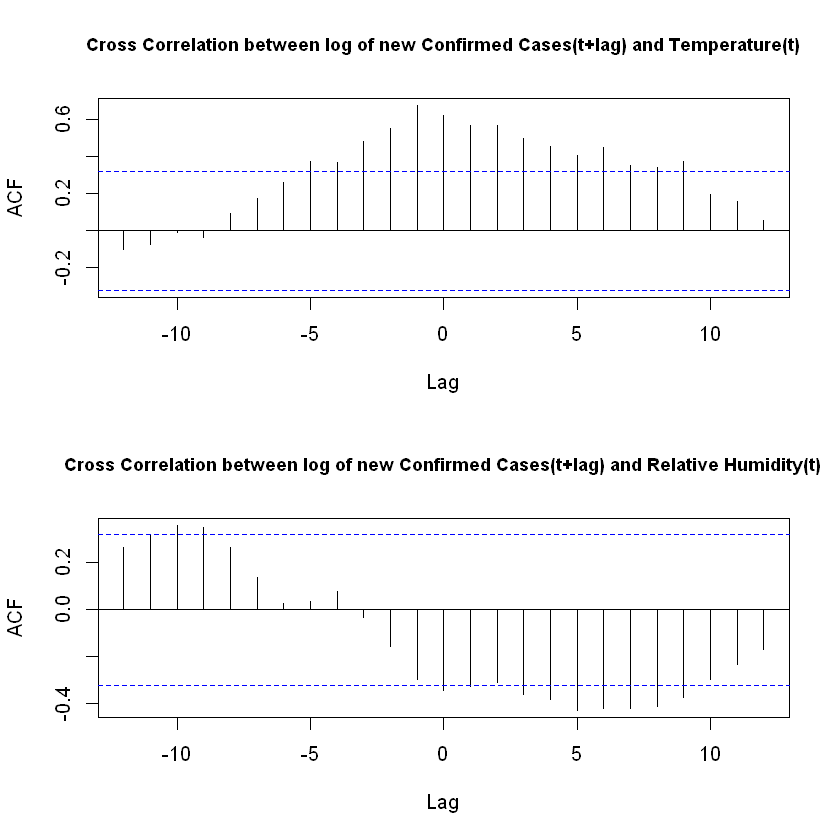 Cross Correlation between log of new Confirmed Cases(t+lag) and Temperature(t)
ACF
0.6
0.2
-0.2
-10 -5 0 5 10
Lag
Cross Correlation between log of new Confirmed Cases(t+lag) and Relative Humidity(t)
ACF
0.2
0.0
-0.4
-10 -5 0 5 10
Lag